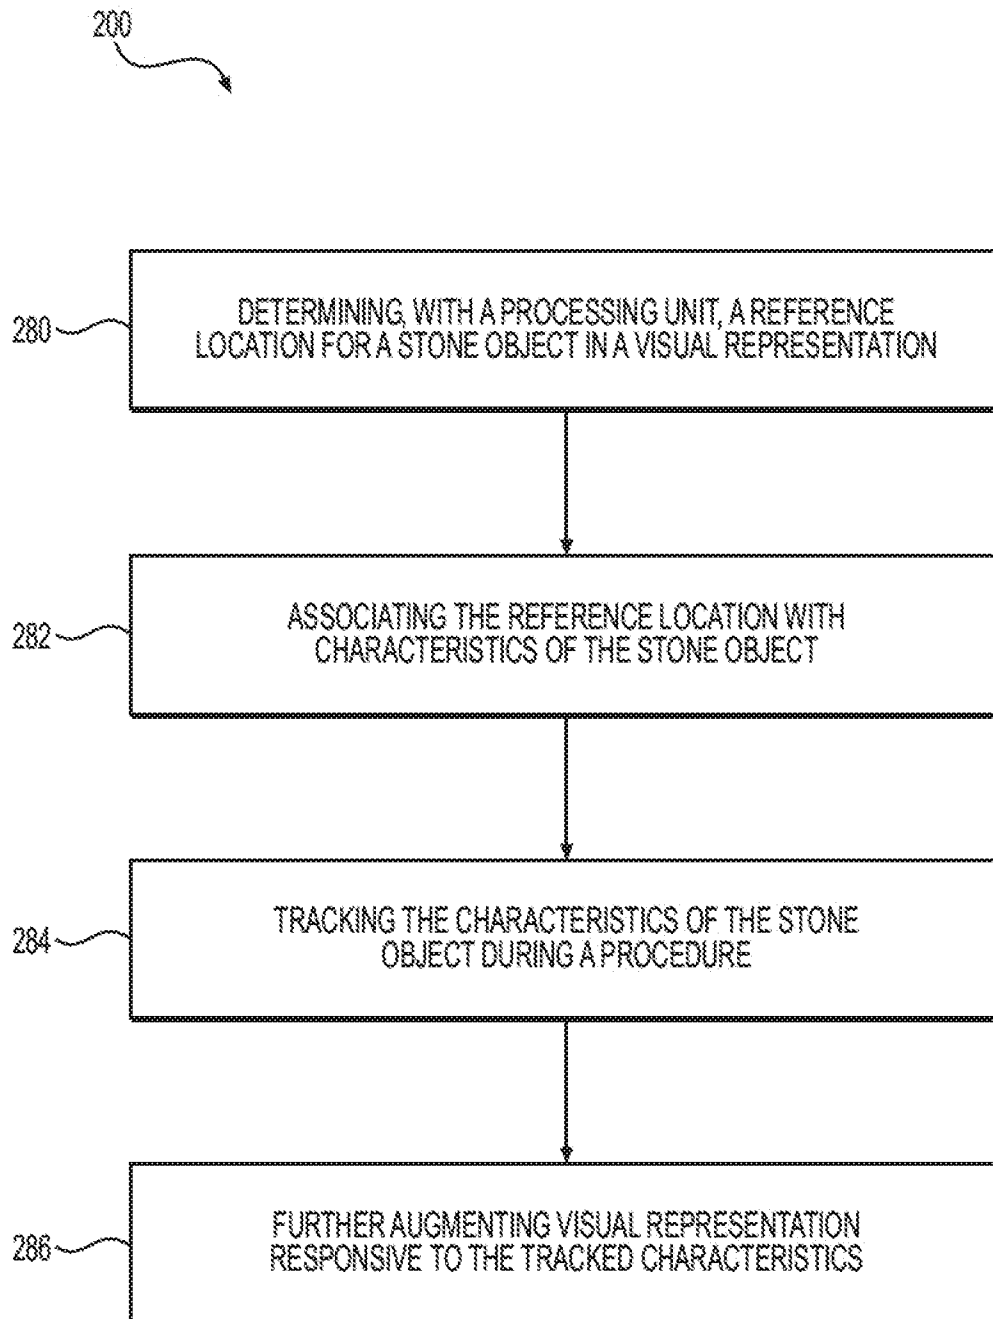 200
280
DETERMINING, WITH A PROCESSING UNIT, A REFERENCE
LOCATION FOR A STONE OBJECT IN A VISUAL REPRESENTATION
282
ASSOCIATING THE REFERENCE LOCATION WITH
CHARACTERISTICS OF THE STONE OBJECT
284
TRACKING THE CHARACTERISTICS OF THE STONE
OBJECT DURING A PROCEDURE
286
FURTHER AUGMENTING VISUAL REPRESENTATION
RESPONSIVE TO THE TRACKED CHARACTERISTICS